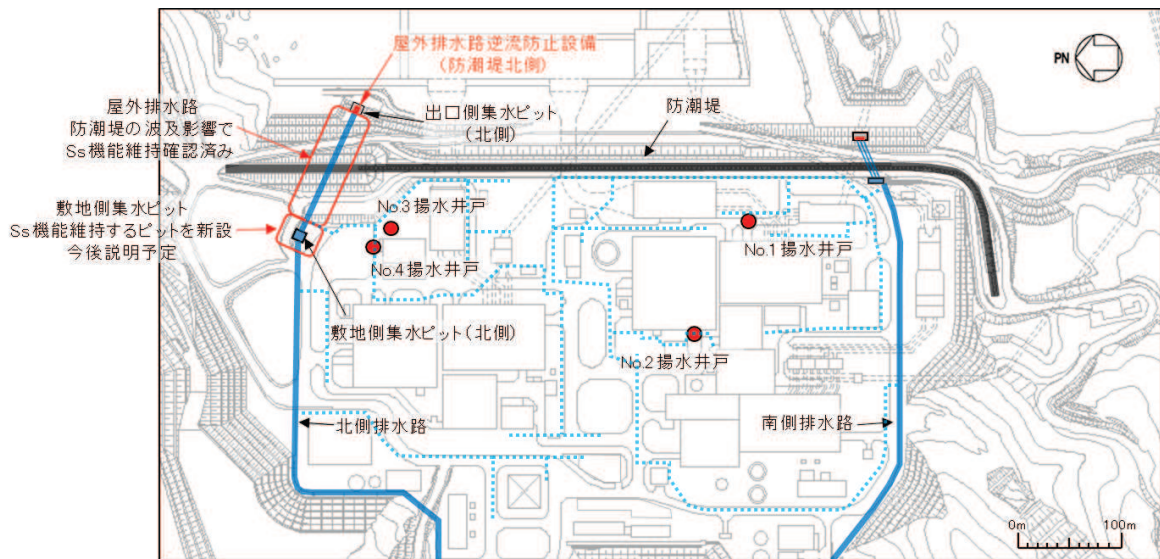 屋外排水路逆流防止設備
(防潮堤北側)
PN
屋外排水路
防潮堤の波及影響で
Ss機能維持確認済み
出口側集水ピット
(北側)
防潮堤
敷地側集水ピット
Ss機能維持するピットを新設
今後説明予定
No.3揚水井戸
No.4揚水井戸
No.1揚水井戸
敷地側集水ピット(北側)
No.2揚水井戸
北側排水路
南側排水路
0m
100m